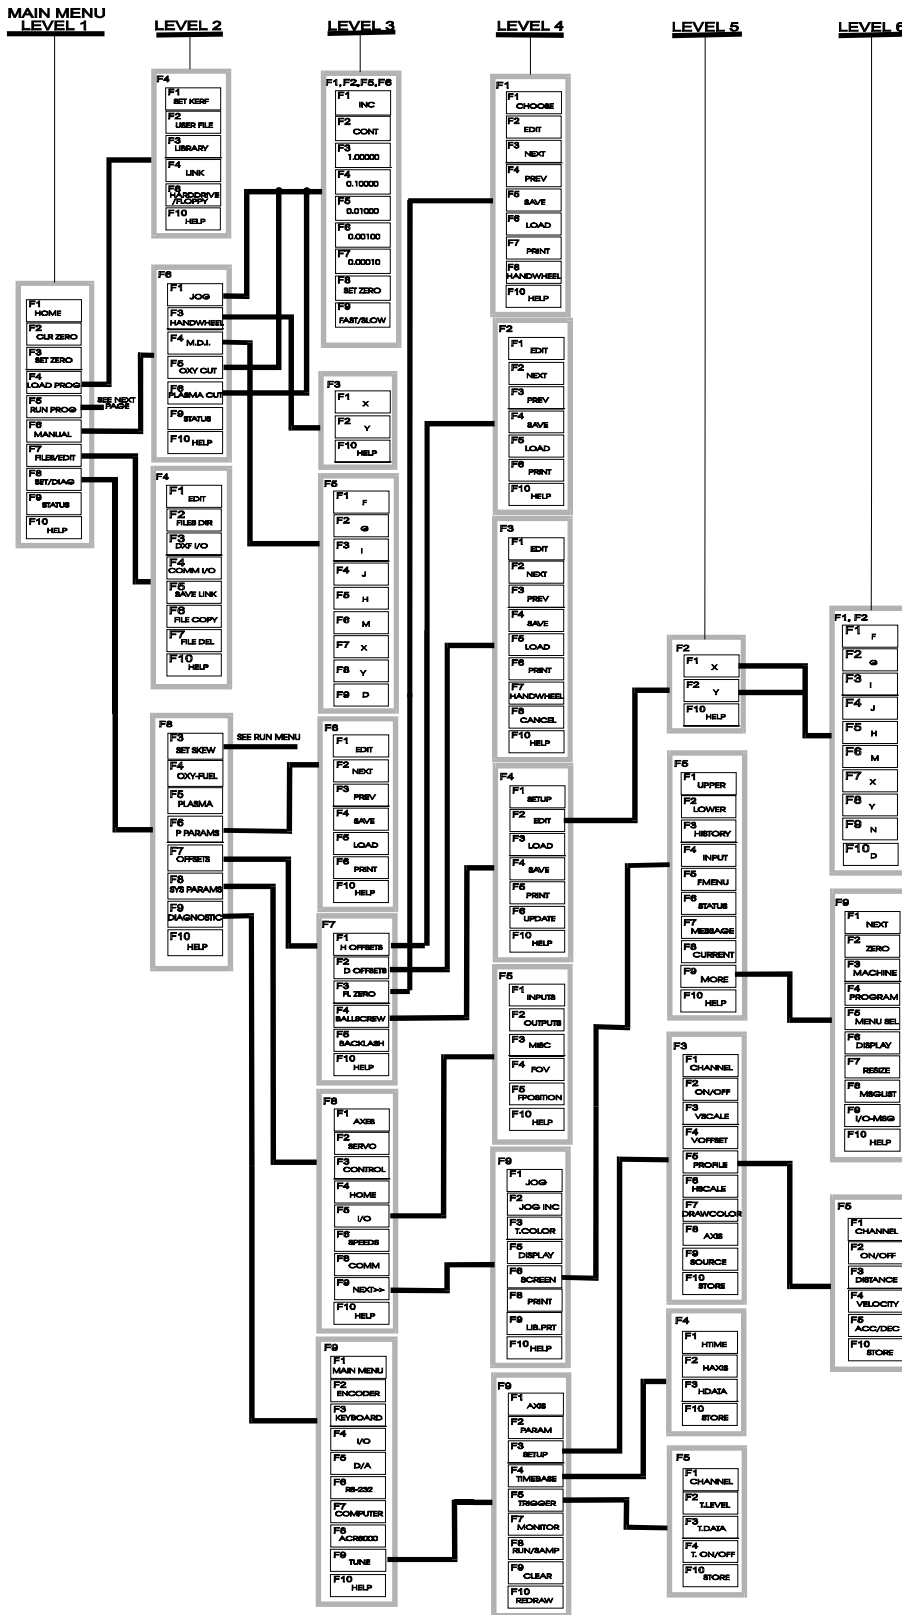 MAIN MENU
LEVEL 1
LEVEL 2
LEVEL 3
LEVEL 4
LEVEL 5
LEVEL 6
F1 HOME
F2 CLR ZERO
F3 SET ZERO
F4 LOAD PROG
F5 RUN PROG
SEE NEXT
PAGE
F6 MANUAL
F7 FILES/EDIT
F8 SET/DIAG
F9 STATUS
F10 HELP
F4
F1 SET KERF
F2 USER FILE
F3 LIBRARY
F4 LINK
HARDDRIVE
/FLOPPY
F10 HELP
F6
F1 JOG
F3 HANDWHEEL
F4 M.D.I.
F5 OXY CUT
PLASMA CUT
F9 STATUS
F10 HELP
F4
F1 EDIT
F2 FILES DIR
F3 DXF I/O
F4 COMM I/O
F5 SAVE LINK
F6 FILE COPY
F7 FILE DEL
F10 HELP
F8
F3 SET SKEW
SEE RUN MENU
F4 OXY-FUEL
F5 PLASMA
F6 P PARAMS
F7 OFFSETS
F8 SYS PARAMS
F9 DIAGNOSTIC
F10 HELP
F1, F2, F5, F6
F1 INC
F2 CONT
F3 1.00000
F4 0.10000
F5 0.01000
F6 0.00100
F7 0.00010
F8 SET ZERO
F9 FAST/SLOW
F3
F1 X
F2 Y
F10 HELP
F5
F1 F
F2 G
F3 I
F4 J
F5 H
F6 M
F7 X
F8 Y
F9 D
F6
F1 EDIT
F2 NEXT
F3 PREV
F4 SAVE
F5 LOAD
F6 PRINT
F10 HELP
F7
F1 H OFFSETS
F2 D OFFSETS
F3 FL ZERO
F4 BALLSCREW
F5 BACKLASH
F10 HELP
F8
F1 AXES
F2 SERVO
F3 CONTROL
F4 HOME
F5 I/O
F6 SPEEDS
F8 COMM
F9 NEXT>>
F10 HELP
F9
F1 MAIN MENU
F2 ENCODER
F3 KEYBOARD
F4 I/O
F5 D/A
F6 RS-232
F7 COMPUTER
ACR8000
F9 TUNE
F10 HELP
F1
F1 CHOOSE
F2 EDIT
F3 NEXT
F4 PREV
F5 SAVE
F6 LOAD
F7 PRINT
HANDWHEEL
F10 HELP
F2
F1 EDIT
F2 NEXT
F3 PREV
F4 SAVE
F5 LOAD
F6 PRINT
F10 HELP
F3
F1 EDIT
F2 NEXT
F3 PREV
F4 SAVE
F5 LOAD
F6 PRINT
F7 HANDWHEEL
CANCEL
F10 HELP
F4
F1 SETUP
F2 EDIT
F3 LOAD
F4 SAVE
F5 PRINT
F6 UPDATE
F10 HELP
F5
F1 INPUTS
F2 OUTPUTS
F3 MISC
F4 FOV
F5 FPOSITION
F10 HELP
F9
F1 JOG
F2 JOG INC
F3 T.COLOR
F5 DISPLAY
F6 SCREEN
F8 PRINT
F9 LIB.PRT
F10 HELP
F9
F1 AXIS
F2 PARAM
F3 SETUP
F4 TIMEBASE
F5 TRIGGER
F7 MONITOR
F8 RUN/SAMP
F9 CLEAR
F10 REDRAW
F2
F1 X
F2 Y
F10 HELP
F5
F1 UPPER
F2 LOWER
F3 HISTORY
F4 INPUT
F5 FMENU
F6 STATUS
F7 MESSAGE
F8 CURRENT
F9 MORE
F10 HELP
F3
F1 CHANNEL
F2 ON/OFF
F3 VSCALE
F4 VOFFSET
F5 PROFILE
F6 HSCALE
F7 DRAWCOLOR
F8 AXIS
F9 SOURCE
F10 STORE
F4
F1 HTIME
F2 HAXIS
F3 HDATA
F10 STORE
F5
F1 CHANNEL
F2 T.LEVEL
F3 T.DATA
F4 T. ON/OFF
F10 STORE
F1, F2
F1 F
F2 G
F3 I
F4 J
F5 H
F6 M
F7 X
F8 Y
F9 N
F10 D
F9
F1 NEXT
F2 ZERO
F3 MACHINE
F4 PROGRAM
F5 MENU SEL
F6 DISPLAY
F7 RESIZE
F8 MSGLIST
F9 I/O-MSG
F10 HELP
F5
F1 CHANNEL
F2 ON/OFF
F3 DISTANCE
F4 VELOCITY
F5 ACC/DEC
F10 STORE